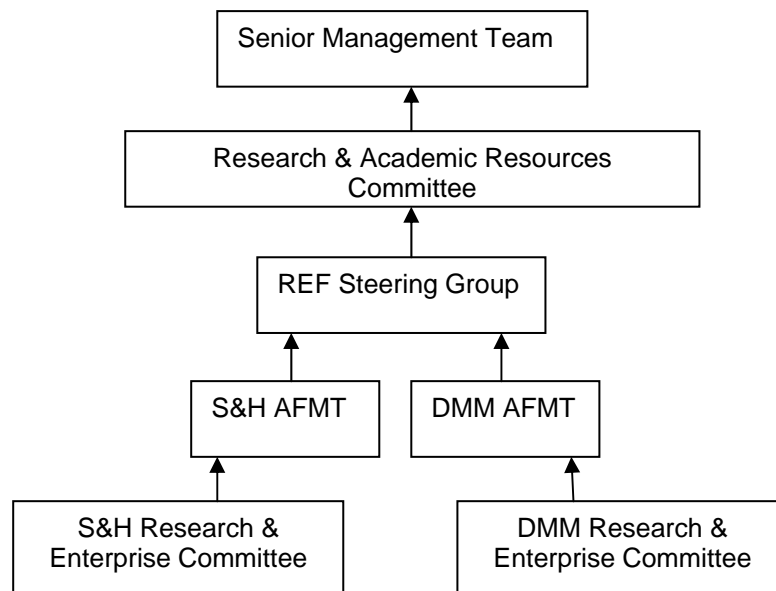 Senior Management Team
Research & Academic Resources
Committee
REF Steering Group
S&H AFMT
DMM AFMT
S&H Research &
Enterprise Committee
DMM Research &
Enterprise Committee